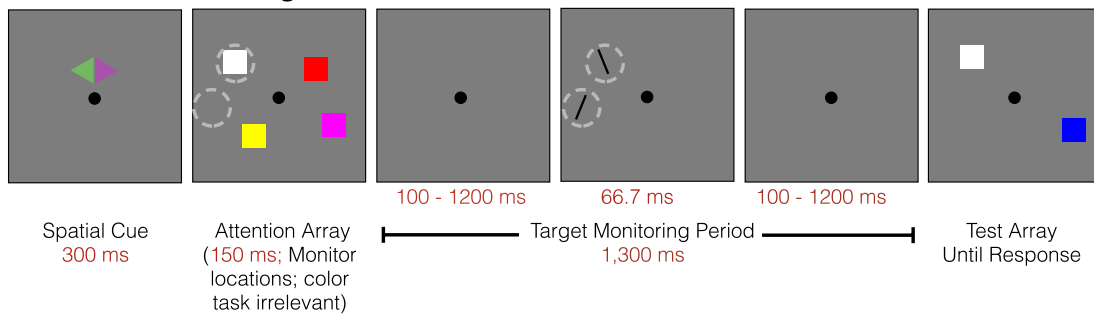 100 - 1200 ms
66.7 ms
100 - 1200 ms
Spatial Cue
300 ms
Attention Array
(150 ms; Monitor
locations; color
task irrelevant)
Target Monitoring Period
1,300 ms
Test Array
Until Response